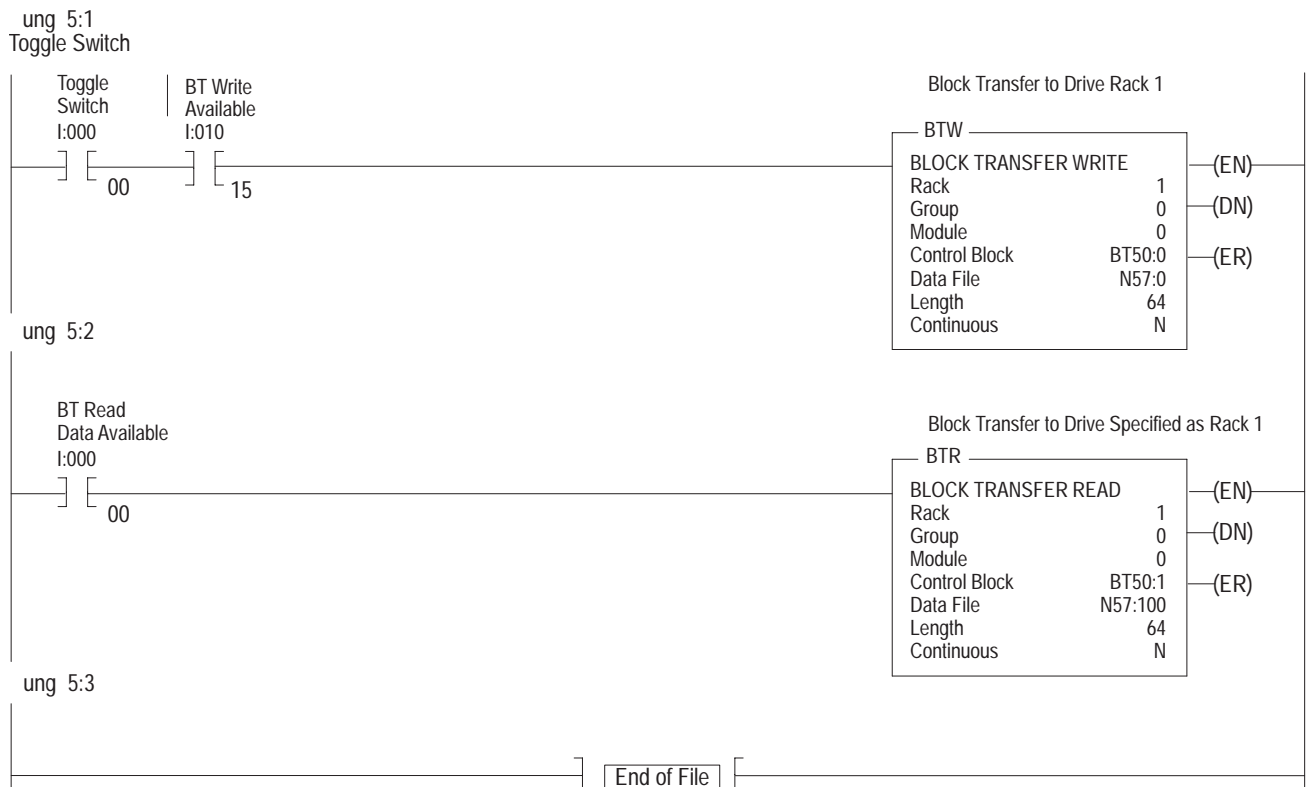 ung 5:1
Toggle Switch
Toggle
Switch
I:000
00
BT Write
Available
I:010
15
Block Transfer to Drive Rack 1
BTW
BLOCK TRANSFER WRITE
Rack 1
Group 0
Module 0
Control Block BT50:0
Data File N57:0
Length 64
Continuous N
(EN)
(DN)
(ER)
ung 5:2
BT Read
Data Available
I:000
00
Block Transfer to Drive Specified as Rack 1
BTR
BLOCK TRANSFER READ
Rack 1
Group 0
Module 0
Control Block BT50:1
Data File N57:100
Length 64
Continuous N
(EN)
(DN)
(ER)
ung 5:3
End of File